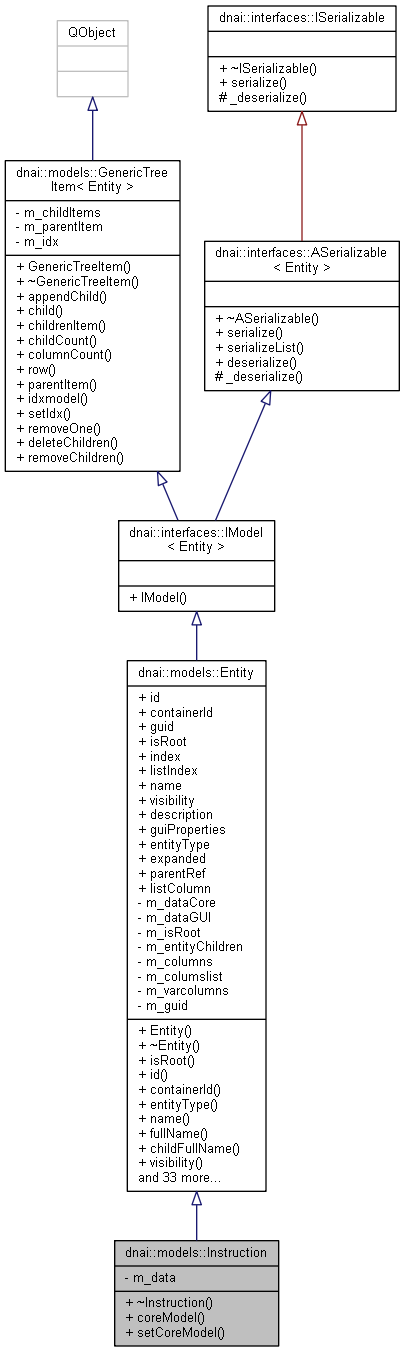 QObject
dnai::interfaces::ISerializable
+ ~ISerializable()
+ serialize()
# _deserialize()
dnai::models::GenericTree
Item< Entity >
- m_childItems
- m_parentItem
- m_idx
+ GenericTreeItem()
+ ~GenericTreeItem()
+ appendChild()
+ child()
+ childrenItem()
+ childCount()
+ columnCount()
+ row()
+ parentItem()
+ idxmodel()
+ setIdx()
+ removeOne()
+ deleteChildren()
+ removeChildren()
dnai::interfaces::ASerializable
< Entity >
+ ~ASerializable()
+ serialize()
+ serializeList()
+ deserialize()
# _deserialize()
dnai::interfaces::IModel
< Entity >
+ IModel()
dnai::models::Entity
+ id
+ containerId
+ guid
+ isRoot
+ index
+ listIndex
+ name
+ visibility
+ description
+ guiProperties
+ entityType
+ expanded
+ parentRef
+ listColumn
- m_dataCore
- m_dataGUI
- m_isRoot
- m_entityChildren
- m_columns
- m_columslist
- m_varcolumns
- m_guid
+ Entity()
+ ~Entity()
+ isRoot()
+ id()
+ containerId()
+ entityType()
+ name()
+ fullName()
+ childFullName()
+ visibility()
and 33 more...
dnai::models::Instruction
- m_data
+ ~Instruction()
+ coreModel()
+ setCoreModel()